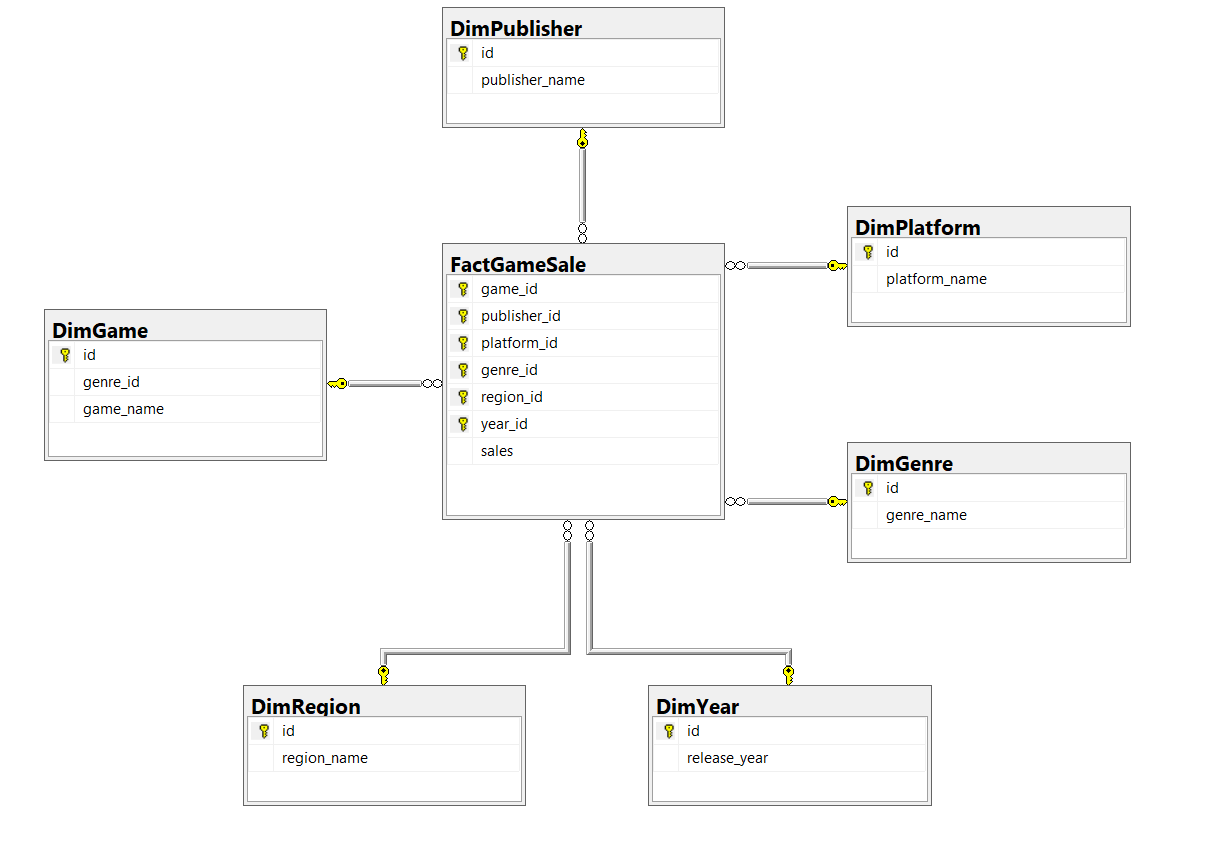 DimPublisher
id
publisher_name
DimPlatform
id
platform_name
FactGameSale
game_id
publisher_id
platform_id
genre_id
region_id
year_id
sales
DimGame
id
genre_id
game_name
DimGenre
id
genre_name
DimRegion
id
region_name
DimYear
id
release_year